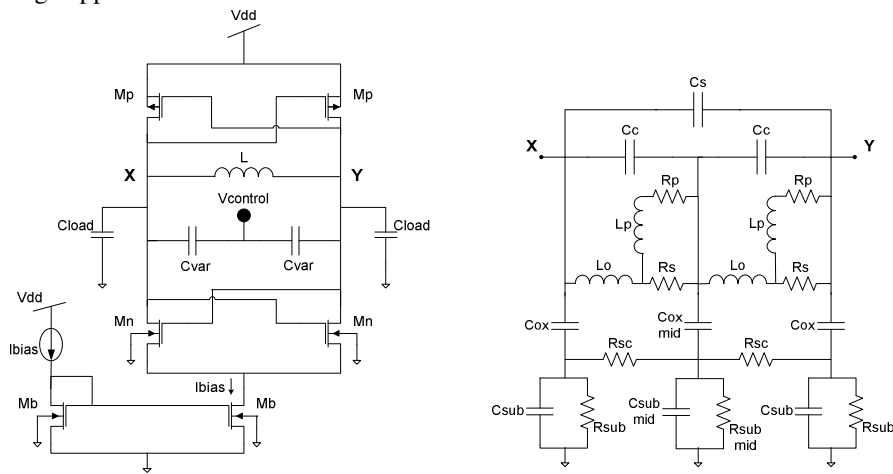 Vdd
Mp
Mp
L
X
Y
Vcontrol
Cload
Cload
Cvar
Cvar
Vdd
Mn
Mn
Ibias
Ibias
Mb
Mb
Cs
Cc
Cc
X
Y
Rp
Rp
Lp
Lp
Lo
Rs
Lo
Rs
Cox
Cox
mid
Cox
Rsc
Rsc
Csub
Rsub
Csub
mid
Rsub
mid
Csub
Rsub